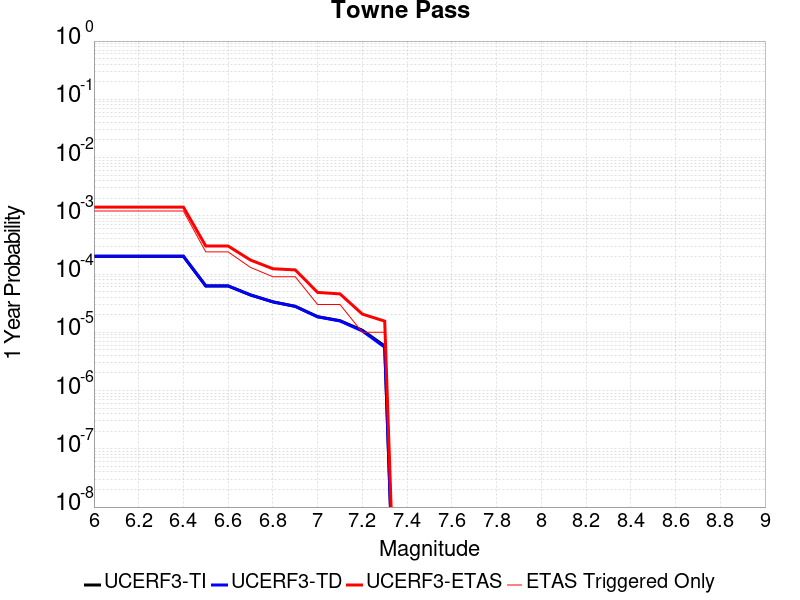 Towne Pass
1 Year Probability
10^0
10^-1
10^-2
10^-3
10^-4
10^-5
10^-6
10^-7
10^-8
6 6.2 6.4 6.6 6.8 7 7.2 7.4 7.6 7.8 8 8.2 8.4 8.6 8.8 9
Magnitude
UCERF3-TI UCERF3-TD UCERF3-ETAS ETAS Triggered Only